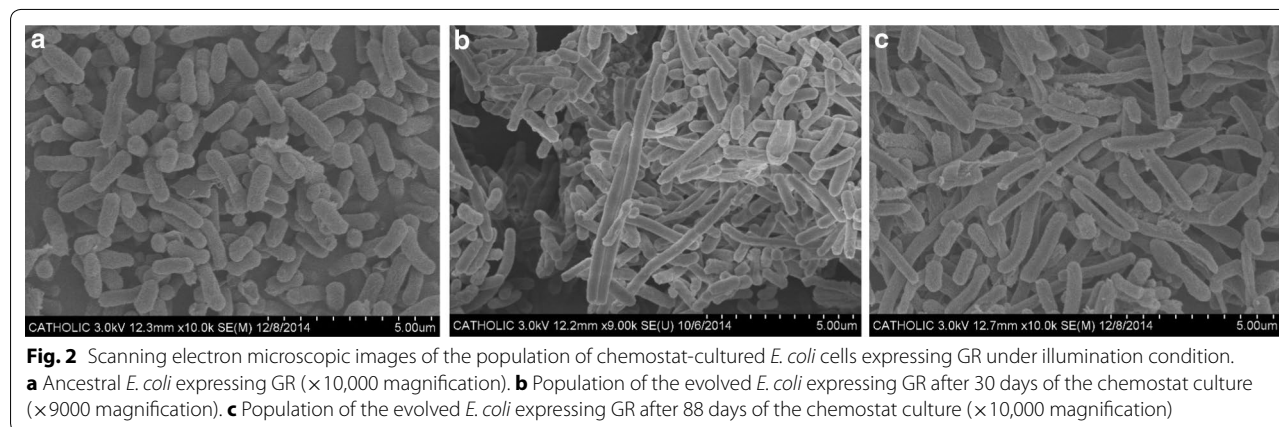 a
b
c
CATHOLIC 3.0kV 12.3mm x10.0k SE(M) 12/8/2014 5.00um
CATHOLIC 3.0kV 12.2mm x9.00k SE(U) 10/6/2014 5.00um
CATHOLIC 3.0kV 12.7mm x10.0k SE(M) 12/8/2014 5.00um
Fig. 2 Scanning electron microscopic images of the population of chemostat-cultured E. coli cells expressing GR under illumination condition.
a Ancestral E. coli expressing GR (×10,000 magnification). b Population of the evolved E. coli expressing GR after 30 days of the chemostat culture
(×9000 magnification). c Population of the evolved E. coli expressing GR after 88 days of the chemostat culture (×10,000 magnification)